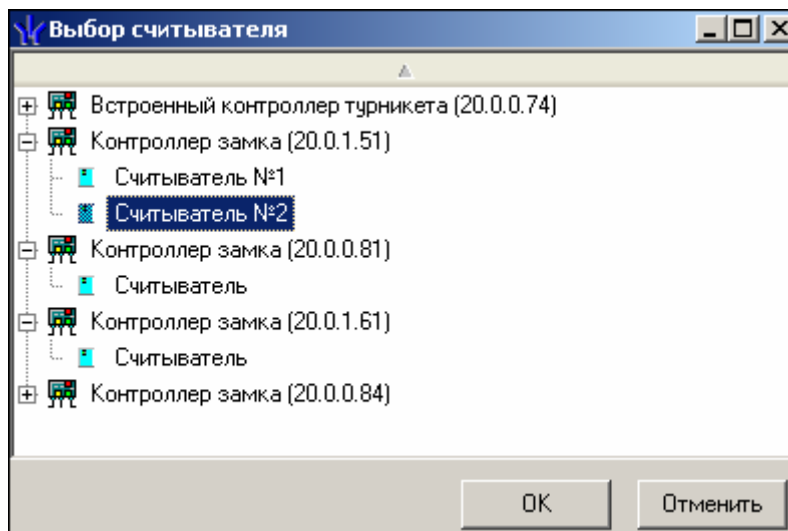 Выбор считывателя
Встроенный контроллер турникета (20.0.0.74)
Контроллер замка (20.0.1.51)
Считыватель №1
Считыватель №2
Контроллер замка (20.0.0.81)
Считыватель
Контроллер замка (20.0.1.61)
Считыватель
Контроллер замка (20.0.0.84)
OK
Отменить